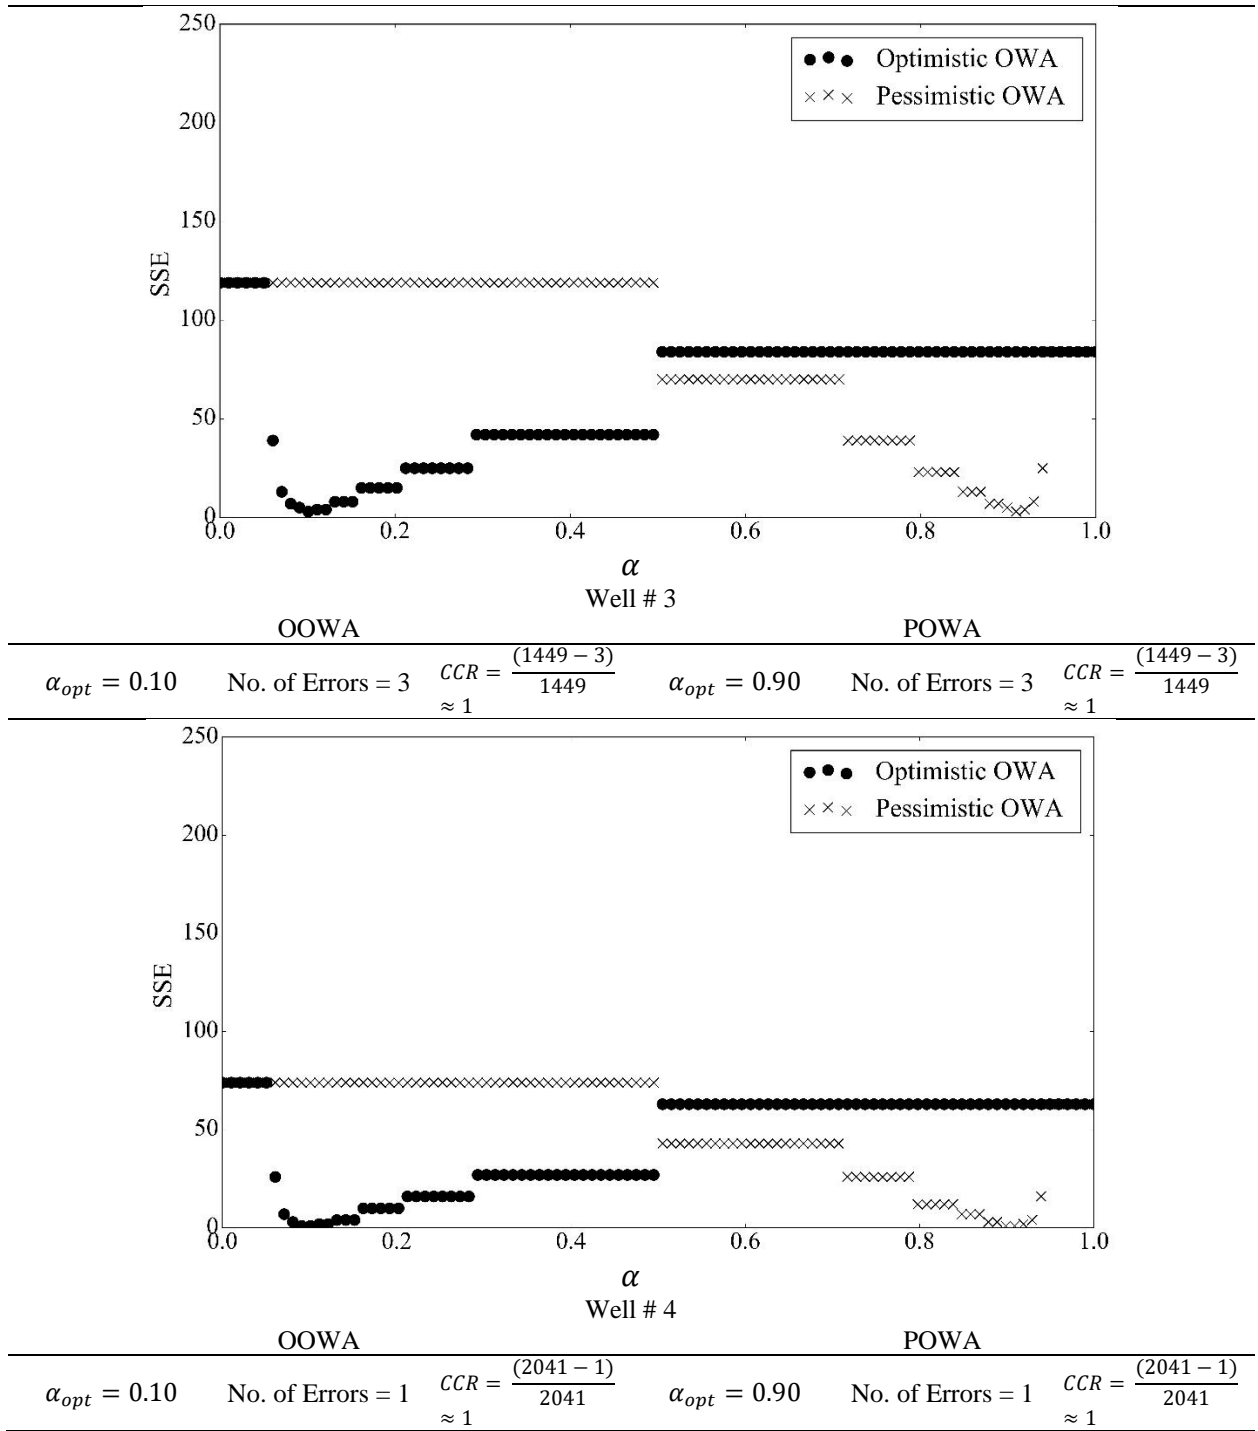 250
200
150
100
50
0
SSE
Optimistic OWA
Pessimistic OWA
0.0 0.2 0.4 0.6 0.8 1.0
α
Well # 3
OOWA POWA
α_opt = 0.10 No. of Errors = 3 CCR = (1449 − 3)/1449 ≈ 1 α_opt = 0.90 No. of Errors = 3 CCR = (1449 − 3)/1449 ≈ 1
250
200
150
100
50
0
SSE
Optimistic OWA
Pessimistic OWA
0.0 0.2 0.4 0.6 0.8 1.0
α
Well # 4
OOWA POWA
α_opt = 0.10 No. of Errors = 1 CCR = (2041 − 1)/2041 ≈ 1 α_opt = 0.90 No. of Errors = 1 CCR = (2041 − 1)/2041 ≈ 1